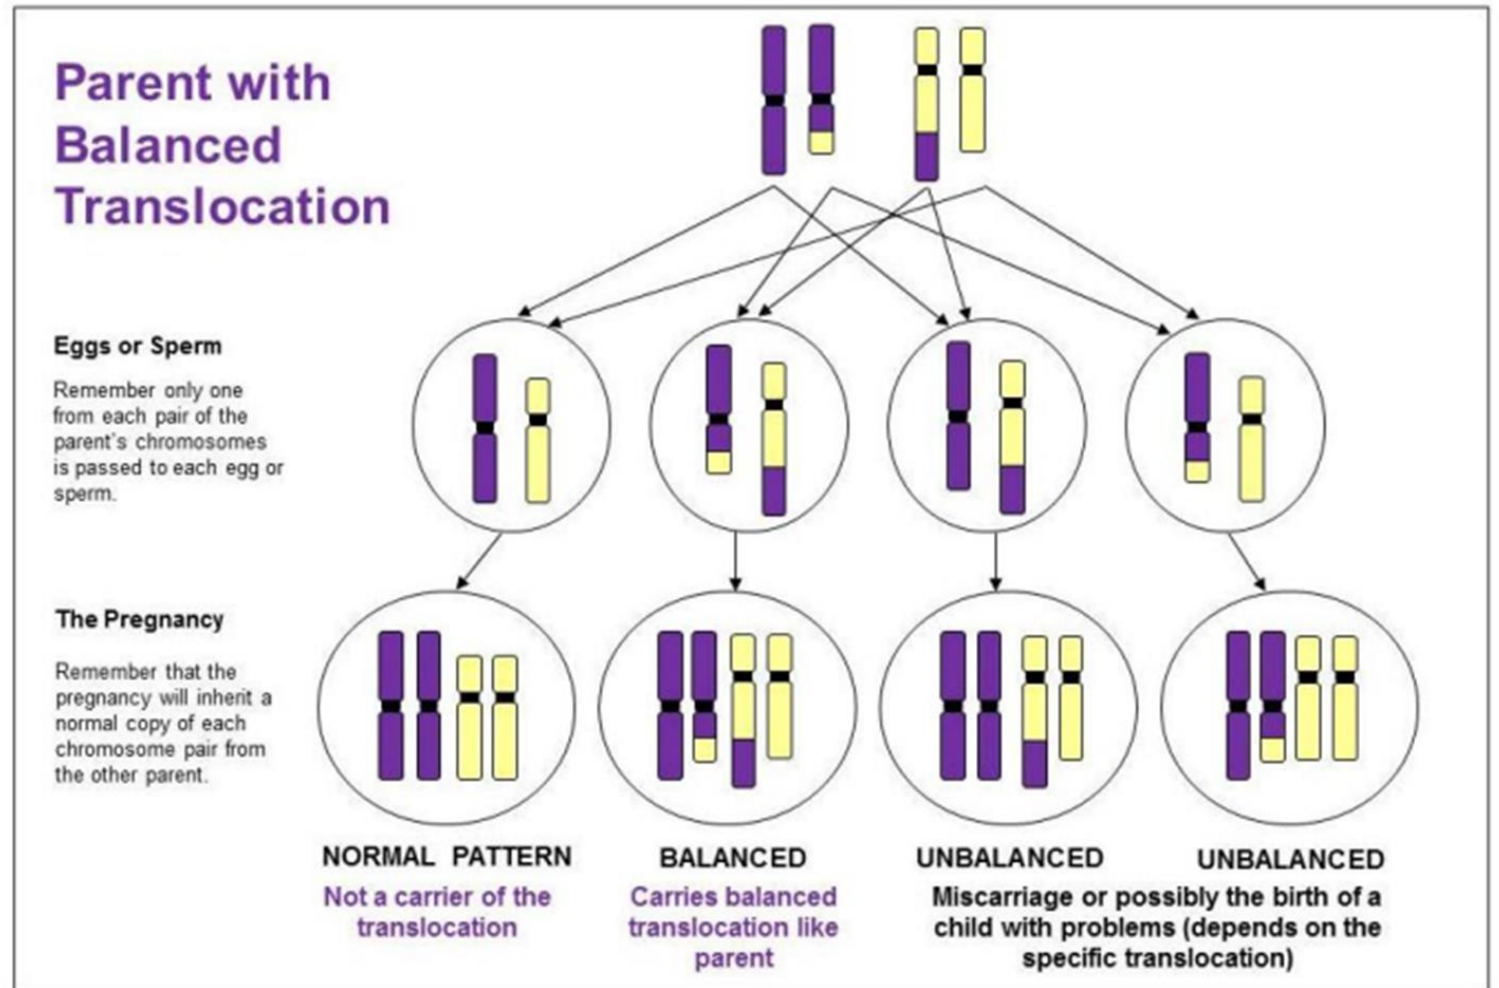 Parent with
Balanced
Translocation
Eggs or Sperm
Remember only one
from each pair of the
parent's chromosomes
is passed to each egg or
sperm.
The Pregnancy
Remember that the
pregnancy will inherit a
normal copy of each
chromosome pair from
the other parent.
NORMAL PATTERN
Not a carrier of the
translocation
BALANCED
Carries balanced
translocation like
parent
UNBALANCED
UNBALANCED
Miscarriage or possibly the birth of a
child with problems (depends on the
specific translocation)